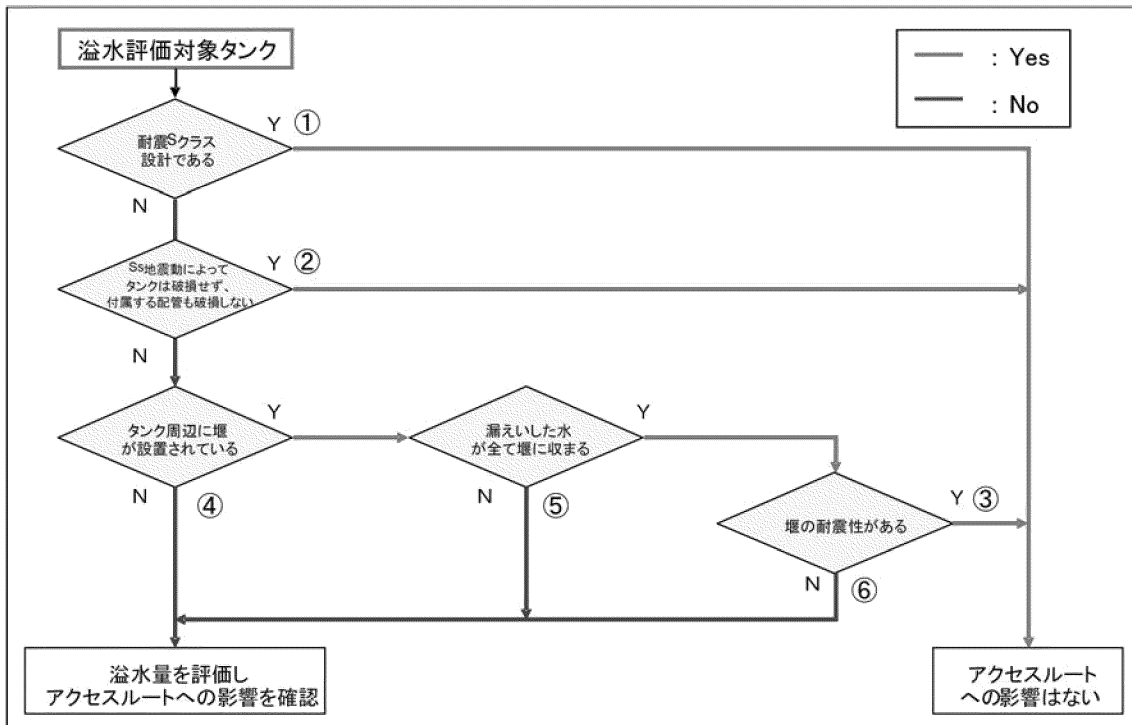 溢水評価対象タンク
: Yes
: No
耐震Sクラス
設計である
Y ①
N
Ss地震動によって
タンクは破損せず、
付属する配管も破損しない
Y ②
N
タンク周辺に堰
が設置されている
Y
N ④
漏えいした水
が全て堰に収まる
Y
N ⑤
堰の耐震性がある
Y ③
N ⑥
溢水量を評価し
アクセスルートへの影響を確認
アクセスルート
への影響はない